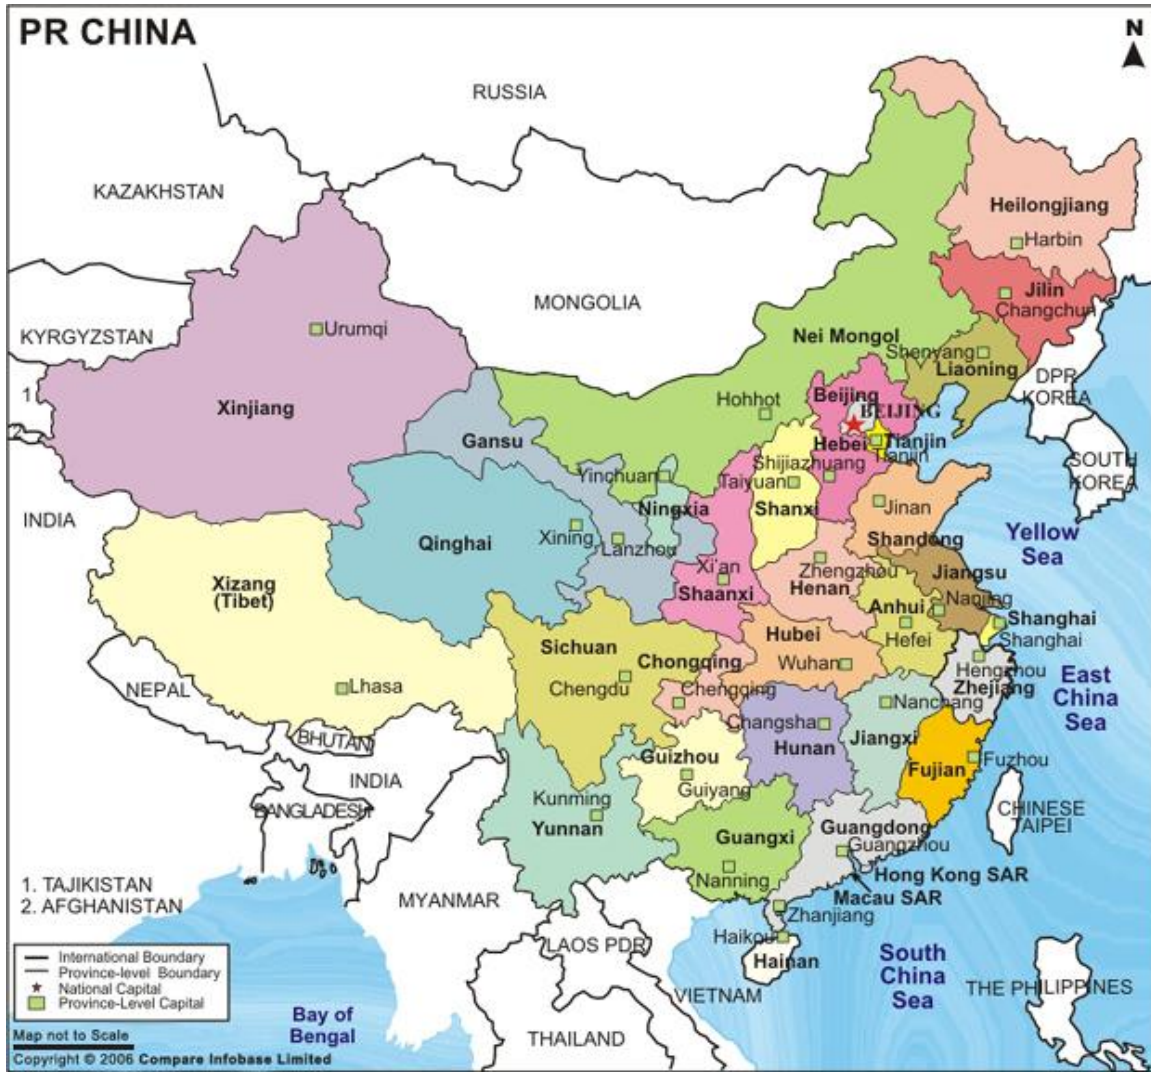 PR CHINA
N
RUSSIA
KAZAKHSTAN
Heilongjiang
Harbin
MONGOLIA
Jilin
Changchun
KYRGYZSTAN
Urumqi
Nei Mongol
Shenyang
Liaoning
DPR
KOREA
1
2
Xinjiang
Hohhot
Beijing
BEIJING
Gansu
Hebei
Tianjin
Tianjin
SOUTH
KOREA
Yinchuan
Taiyuan
Shijiazhuang
Ningxia
Shanxi
Jinan
INDIA
Qinghai
Xining
Lanzhou
Shandong
Yellow
Sea
Xi'an
Shaanxi
Zhengzhou
Henan
Jiangsu
Xizang
(Tibet)
Anhui
Nanjing
Hefei
Shanghai
Shanghai
Sichuan
Chongqing
Hubei
Wuhan
Hengzhou
Zhejiang
East
China
Sea
NEPAL
Lhasa
Chengdu
Chengqing
Changsha
Nanchang
BHUTAN
Guizhou
Hunan
Jiangxi
Fujian
Fuzhou
INDIA
Guiyang
BANGLADESH
Kunming
Yunnan
Guangxi
Guangdong
Guangzhou
CHINESE
TAIPEI
Nanning
Hong Kong SAR
Macau SAR
1. TAJIKISTAN
2. AFGHANISTAN
MYANMAR
Zhanjiang
LAOS PDR
Haikou
Hainan
South
China
Sea
VIETNAM
THE PHILIPPINES
International Boundary
Province-level Boundary
National Capital
Province-Level Capital
Bay of
Bengal
THAILAND
Map not to Scale
Copyright © 2006 Compare Infobase Limited